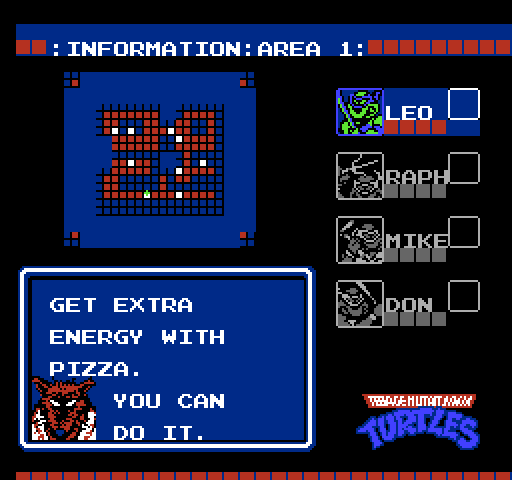 :INFORMATION:AREA 1:
LEO
RAPH
MIKE
DON
GET EXTRA
ENERGY WITH
PIZZA.
YOU CAN
DO IT.
TEENAGE MUTANT NINJA
TURTLES